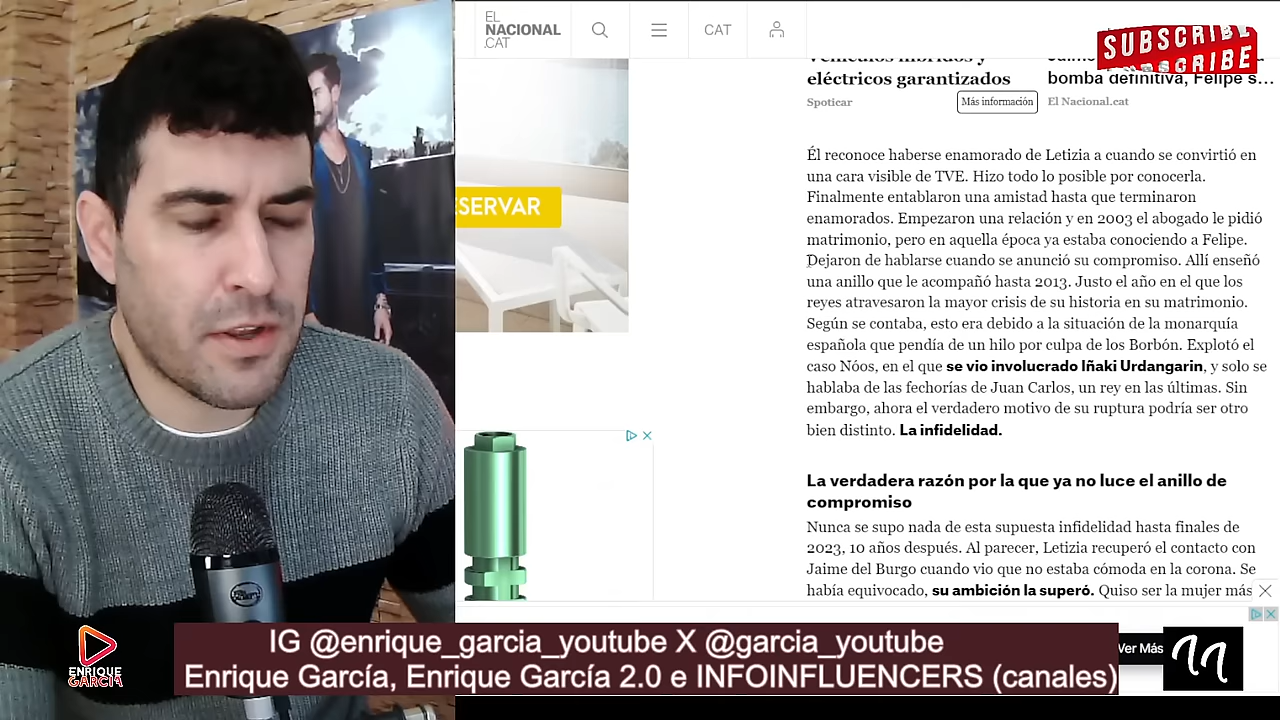 EL
NACIONAL
.CAT
CAT
SUBSCRIBE
SUBSCRIBE
Vehículos híbridos y
eléctricos garantizados
Spoticar
Más información
bomba definitiva, Felipe s...
El Nacional.cat
ESERVAR
Él reconoce haberse enamorado de Letizia a cuando se convirtió en
una cara visible de TVE. Hizo todo lo posible por conocerla.
Finalmente entablaron una amistad hasta que terminaron
enamorados. Empezaron una relación y en 2003 el abogado le pidió
matrimonio, pero en aquella época ya estaba conociendo a Felipe.
Dejaron de hablarse cuando se anunció su compromiso. Allí enseñó
una anillo que le acompañó hasta 2013. Justo el año en el que los
reyes atravesaron la mayor crisis de su historia en su matrimonio.
Según se contaba, esto era debido a la situación de la monarquía
española que pendía de un hilo por culpa de los Borbón. Explotó el
caso Nóos, en el que se vio involucrado Iñaki Urdangarin, y solo se
hablaba de las fechorías de Juan Carlos, un rey en las últimas. Sin
embargo, ahora el verdadero motivo de su ruptura podría ser otro
bien distinto. La infidelidad.
La verdadera razón por la que ya no luce el anillo de
compromiso
Nunca se supo nada de esta supuesta infidelidad hasta finales de
2023, 10 años después. Al parecer, Letizia recuperó el contacto con
Jaime del Burgo cuando vio que no estaba cómoda en la corona. Se
había equivocado, su ambición la superó. Quiso ser la mujer más
Ver Más
IG @enrique_garcia_youtube X @garcia_youtube
Enrique García, Enrique García 2.0 e INFOINFLUENCERS (canales)
ENRIQUE
GARCÍA